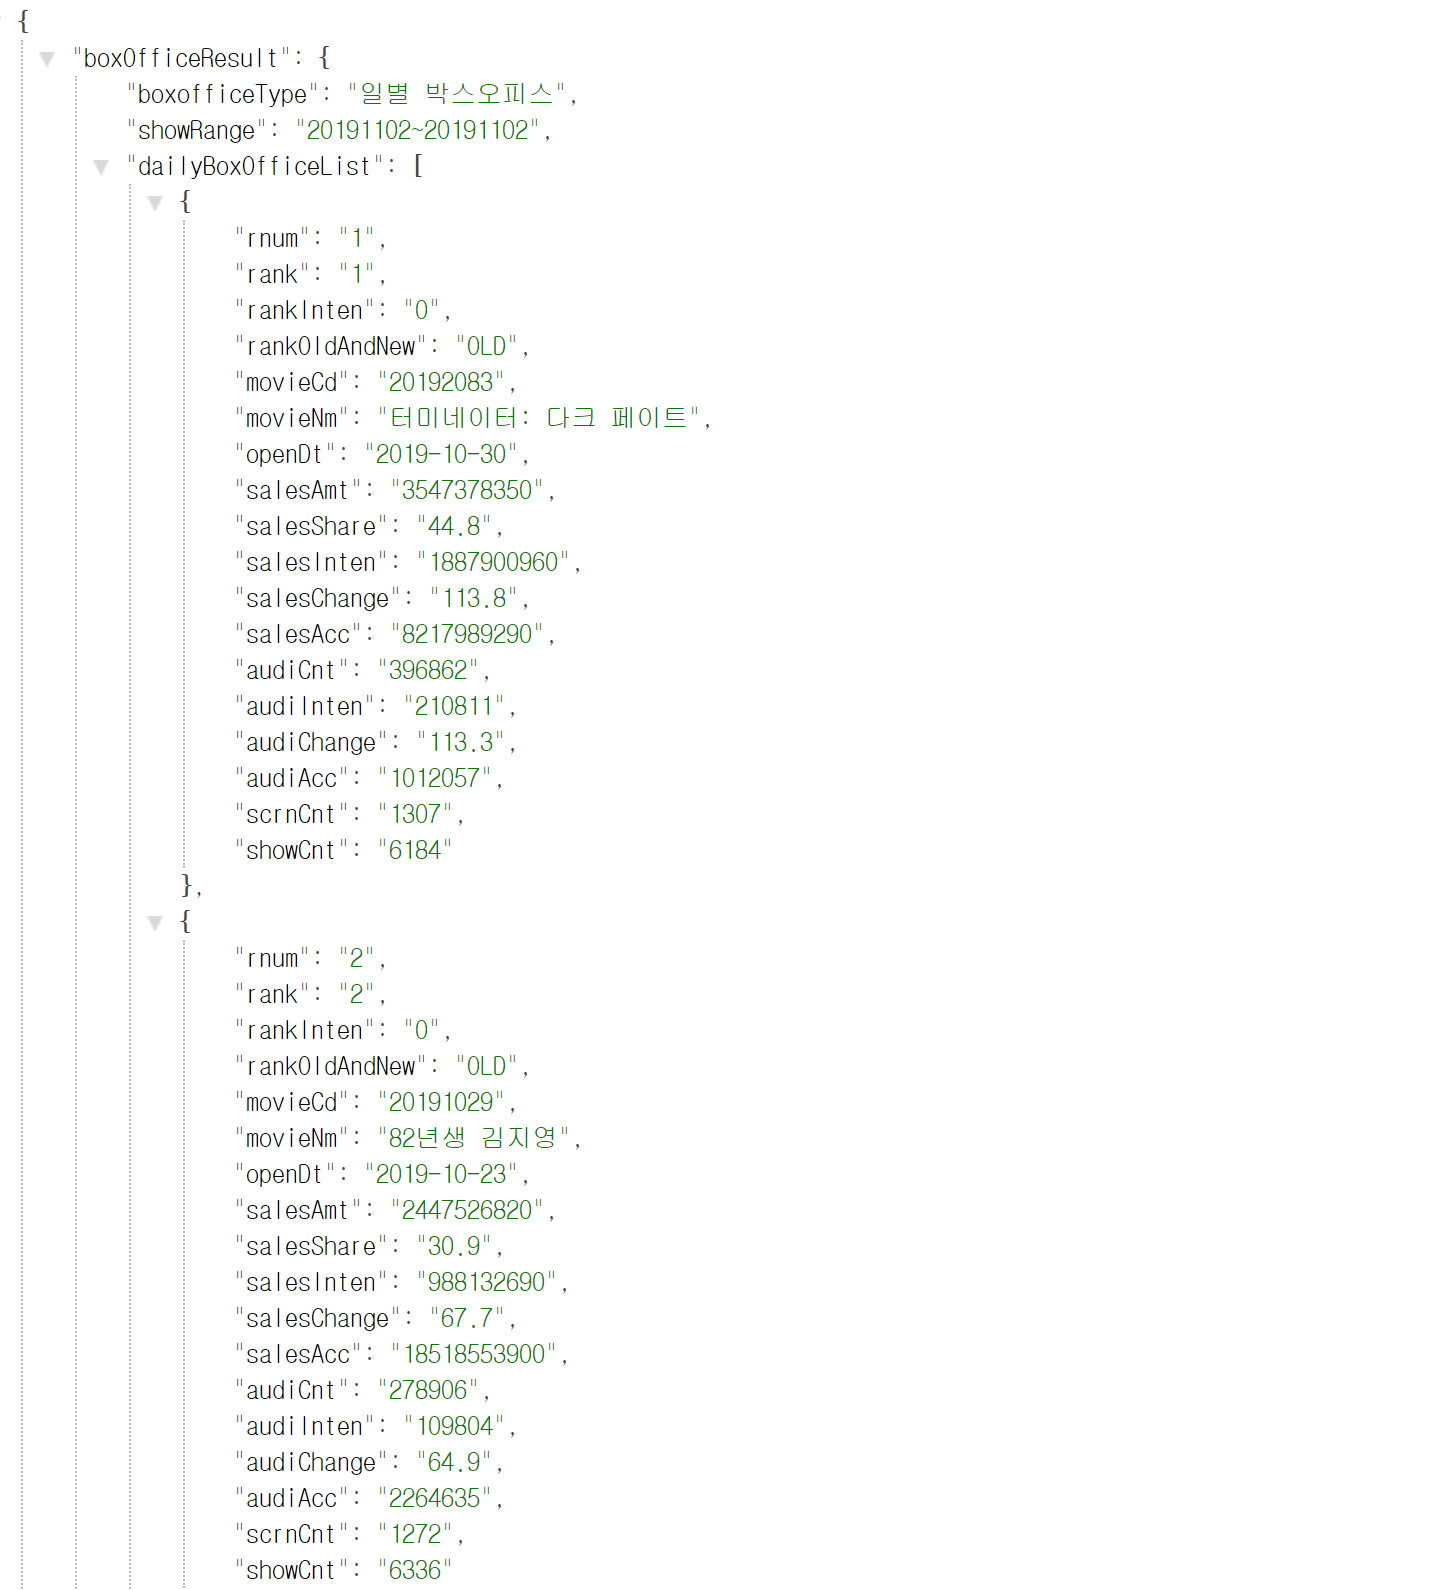 {
"boxOfficeResult": {
"boxofficeType": "일별 박스오피스",
"showRange": "20191102~20191102",
"dailyBoxOfficeList": [
{
"rnum": "1",
"rank": "1",
"rankInten": "0",
"rankOldAndNew": "OLD",
"movieCd": "20192083",
"movieNm": "터미네이터: 다크 페이트",
"openDt": "2019-10-30",
"salesAmt": "3547378350",
"salesShare": "44.8",
"salesInten": "1887900960",
"salesChange": "113.8",
"salesAcc": "8217989290",
"audiCnt": "396862",
"audiInten": "210811",
"audiChange": "113.3",
"audiAcc": "1012057",
"scrnCnt": "1307",
"showCnt": "6184"
},
{
"rnum": "2",
"rank": "2",
"rankInten": "0",
"rankOldAndNew": "OLD",
"movieCd": "20191029",
"movieNm": "82년생 김지영",
"openDt": "2019-10-23",
"salesAmt": "2447526820",
"salesShare": "30.9",
"salesInten": "988132690",
"salesChange": "67.7",
"salesAcc": "18518553900",
"audiCnt": "278906",
"audiInten": "109804",
"audiChange": "64.9",
"audiAcc": "2264635",
"scrnCnt": "1272",
"showCnt": "6336"